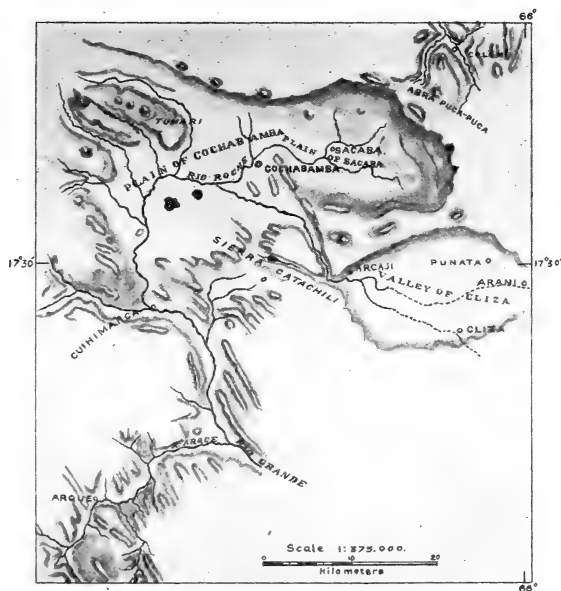 66°
ABRA PUCA-PUCA
TUNARI
PLAIN OF COCHABAMBA
PLAIN
OF SACABA
SACABA
RIO ROCHA
COCHABAMBA
17°30'
17°30'
SIERRA CATACHILI
ARCAJI
PUNATA
ARANI
VALLEY OF CLIZA
CLIZA
ARQUE
RIO GRANDE
ARQUE
Scale 1:375.000.
0 10 20
Kilometers
66°